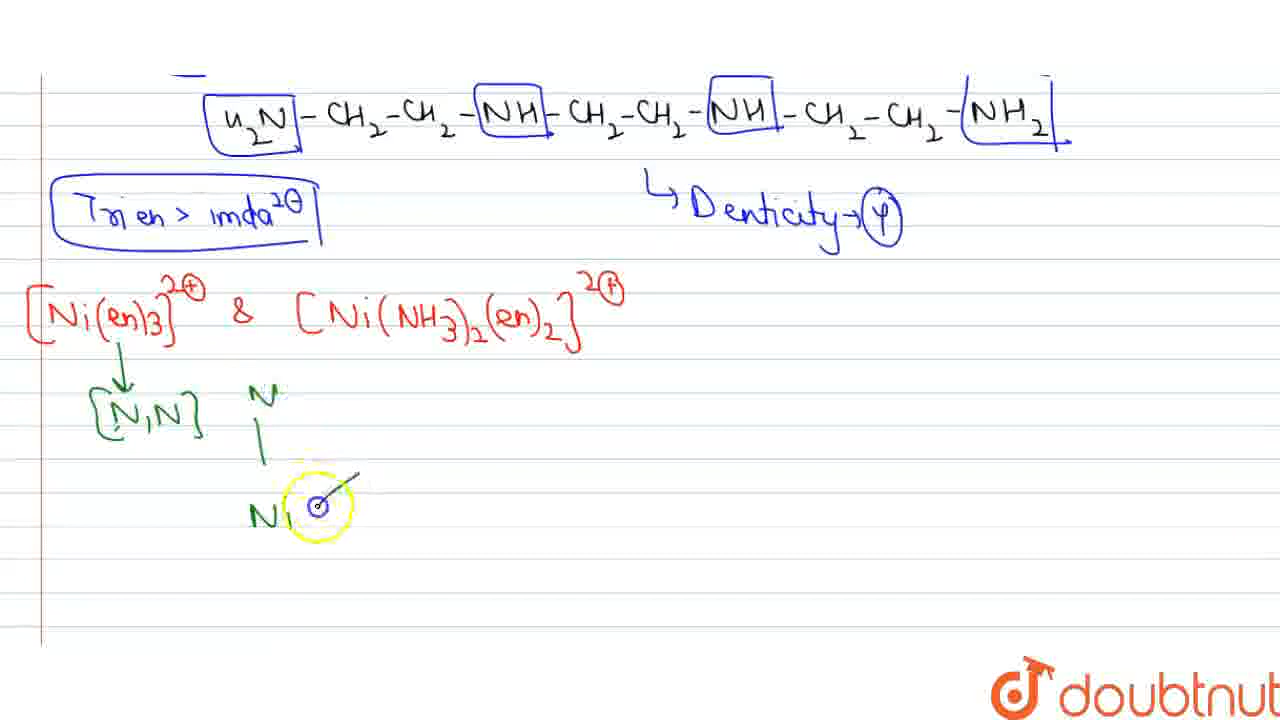 H₂N-CH₂-CH₂-NH-CH₂-CH₂-NH-CH₂-CH₂-NH₂
Trien > imda²⊖
↳ Denticity→④
[Ni(en)3]²⊕ & [Ni(NH₃)₂(en)₂]²⊕
[N,N]
N
Ni
doubtnut